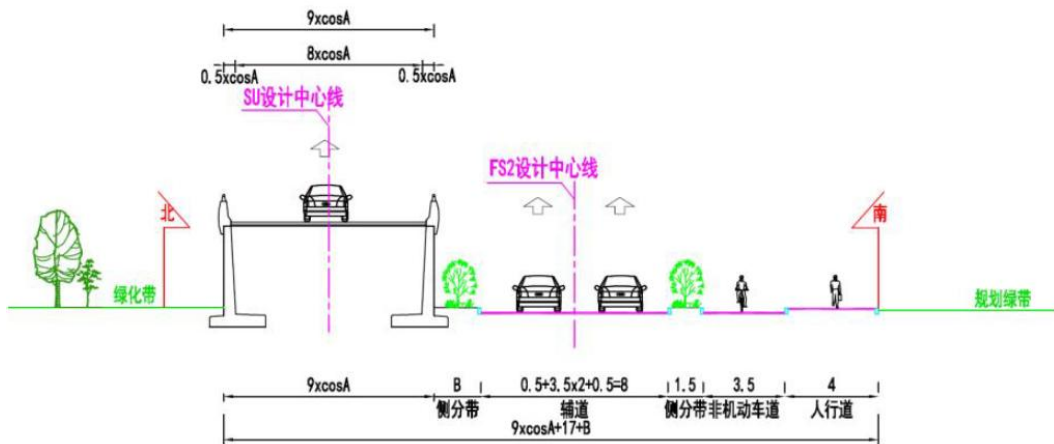 9xcosA
8xcosA
0.5xcosA 0.5xcosA
SU设计中心线
FS2设计中心线
北
南
绿化带
规划绿带
9xcosA B 0.5+3.5x2+0.5=8 1.5 3.5 4
侧分带 辅道 侧分带 非机动车道 人行道
9xcosA+17+B